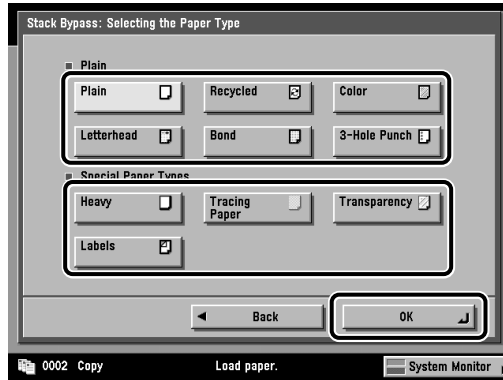 Stack Bypass: Selecting the Paper Type
Plain
Plain
Recycled
Color
Letterhead
Bond
3-Hole Punch
Special Paper Types
Heavy
Tracing
Paper
Transparency
Labels
Back
OK
0002 Copy
Load paper.
System Monitor